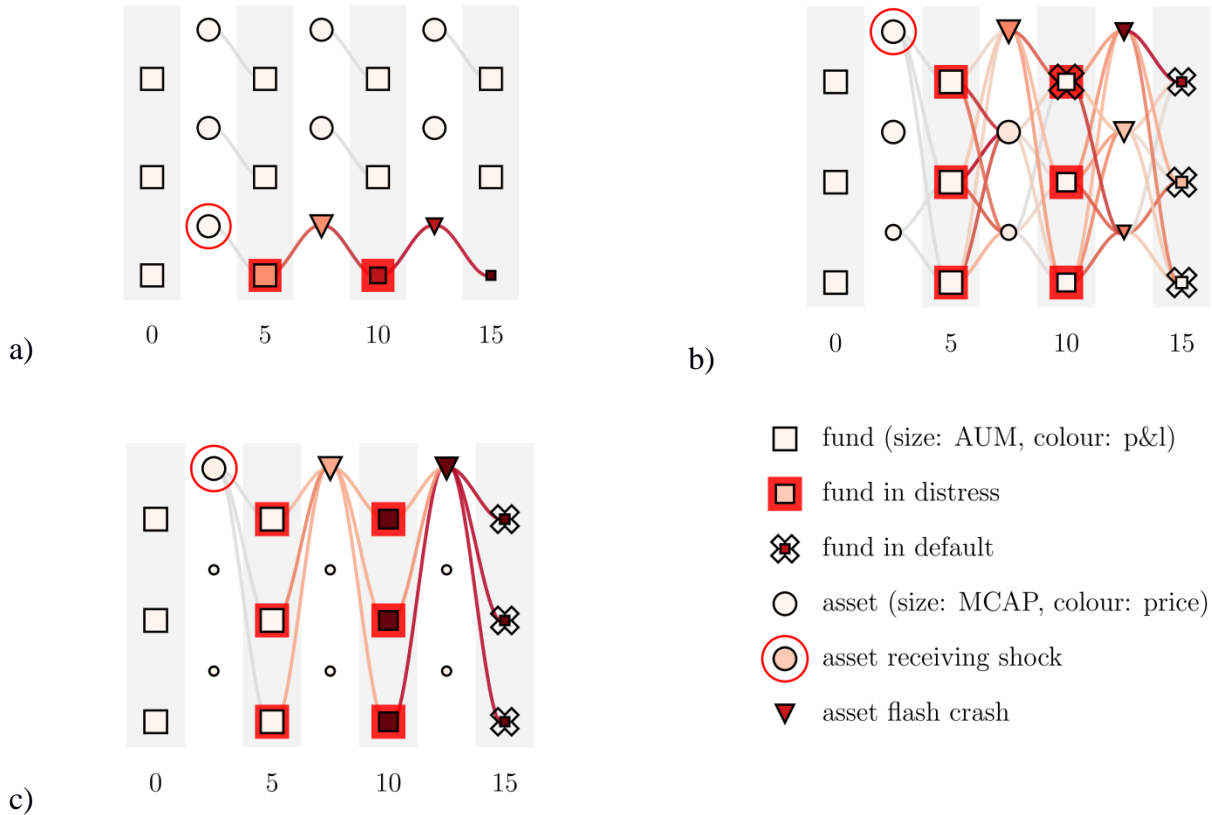 0 5 10 15
a)
0 5 10 15
b)
fund (size: AUM, colour: p&l)
fund in distress
fund in default
asset (size: MCAP, colour: price)
asset receiving shock
asset flash crash
0 5 10 15
c)